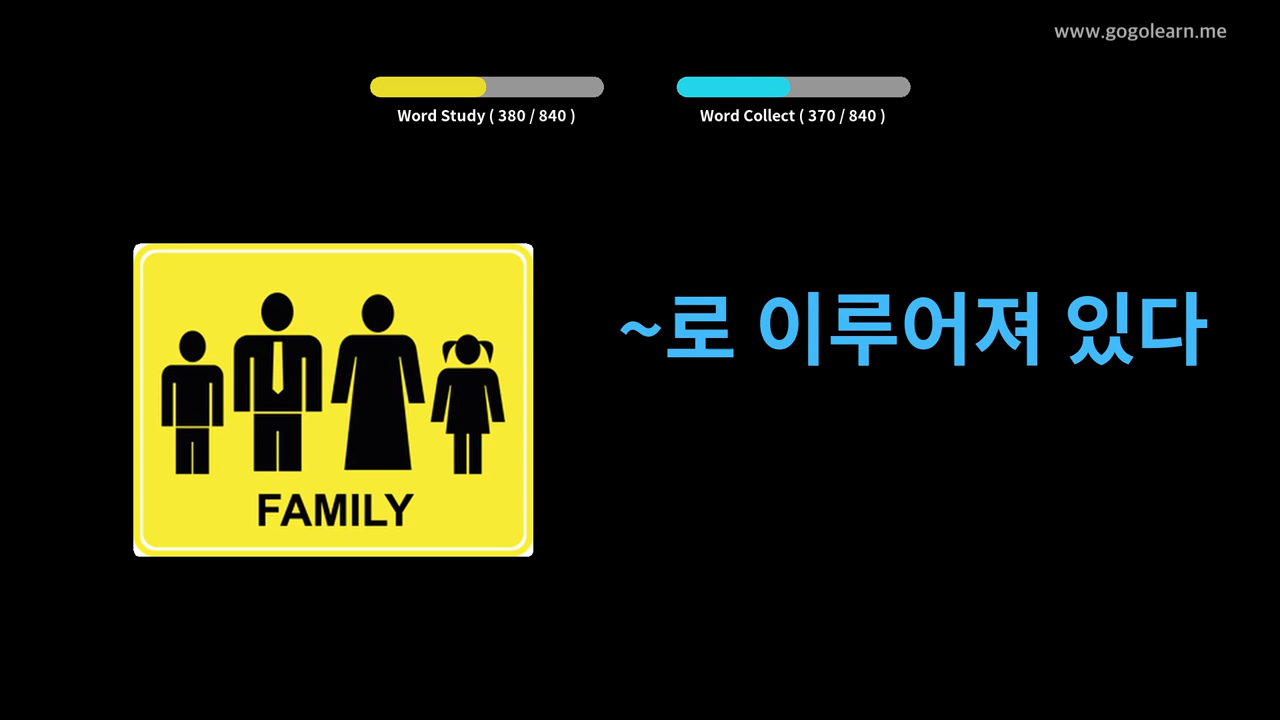 www.gogolearn.me
Word Study ( 380 / 840 )
Word Collect ( 370 / 840 )
~로 이루어져 있다
FAMILY